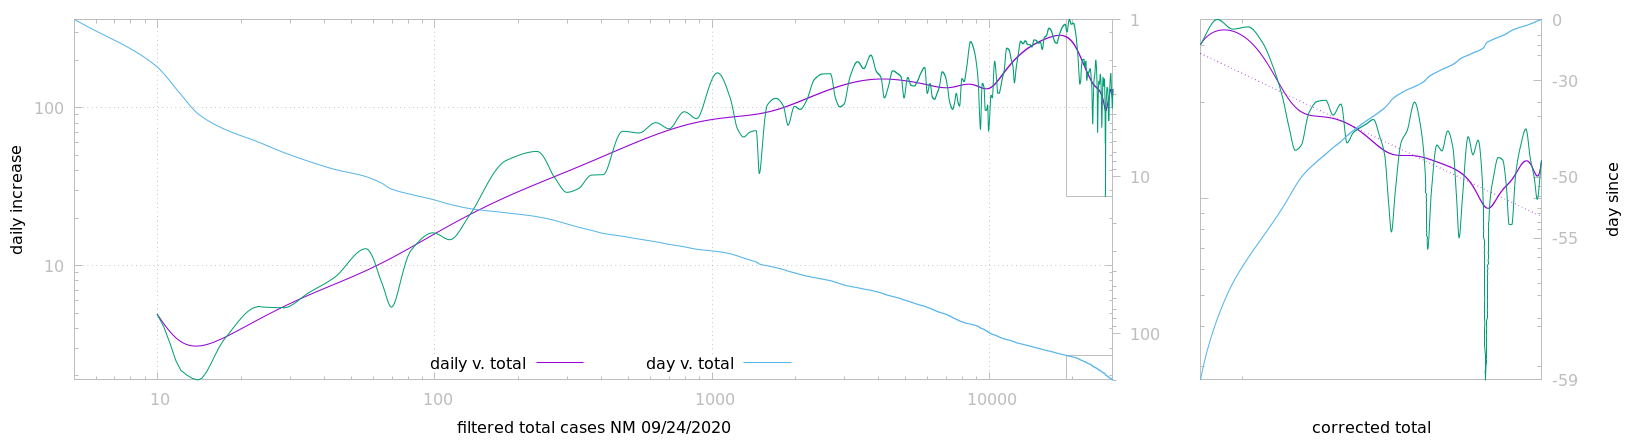 daily increase
100
10
1
10
100
daily v. total
day v. total
10
100
1000
10000
filtered total cases NM 09/24/2020
0
-30
-50
-55
-59
day since
corrected total